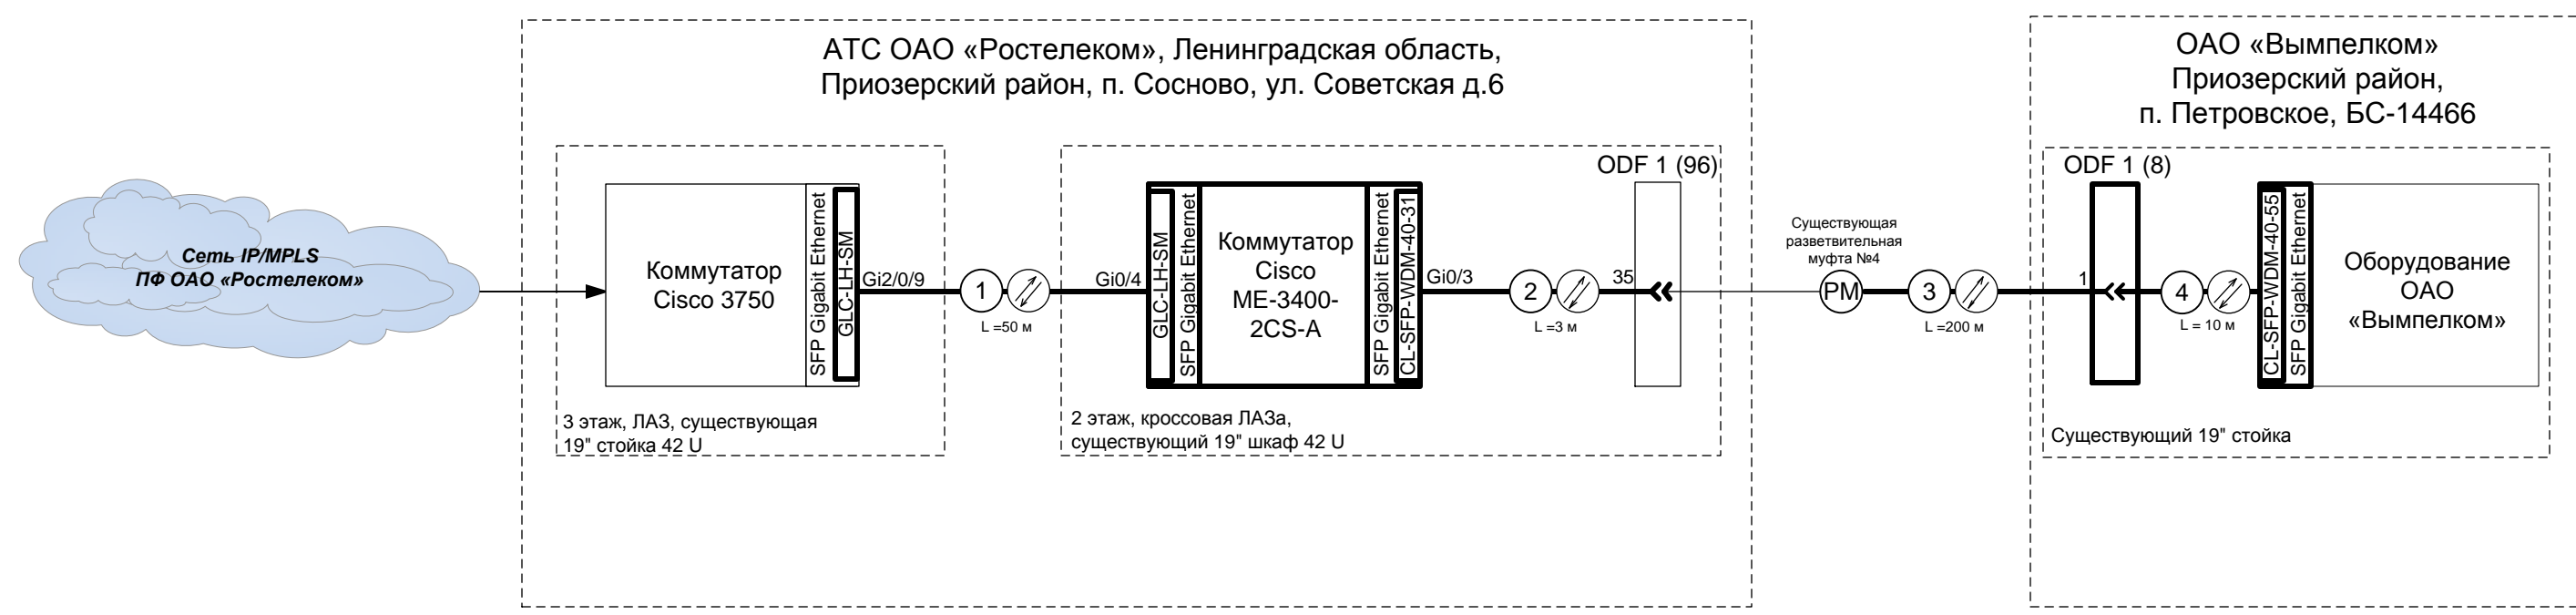 АТС ОАО «Ростелеком», Ленинградская область,
Приозерский район, п. Сосново, ул. Советская д.6
ОАО «Вымпелком»
Приозерский район,
п. Петровское, БС-14466
Сеть IP/MPLS
ПФ ОАО «Ростелеком»
Коммутатор
Cisco 3750
SFP Gigabit Ethernet
GLC-LH-SM
Gi2/0/9
3 этаж, ЛАЗ, существующая
19" стойка 42 U
1
L =50 м
Gi0/4
GLC-LH-SM
SFP Gigabit Ethernet
Коммутатор
Cisco
ME-3400-
2CS-A
SFP Gigabit Ethernet
CL-SFP-WDM-40-31
Gi0/3
2
L =3 м
ODF 1 (96)
35
2 этаж, кроссовая ЛАЗа,
существующий 19" шкаф 42 U
Существующая
разветвительная
муфта №4
РМ
3
L =200 м
ODF 1 (8)
1
4
L = 10 м
CL-SFP-WDM-40-55
SFP Gigabit Ethernet
Оборудование
ОАО
«Вымпелком»
Существующий 19" стойка